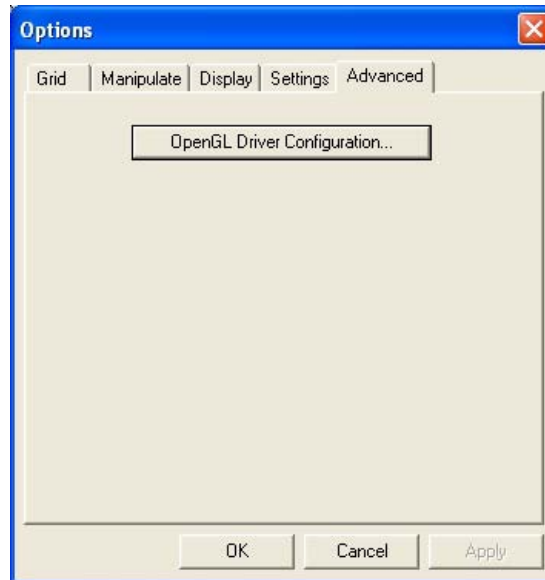 Options
Grid Manipulate Display Settings Advanced
OpenGL Driver Configuration...
OK Cancel Apply